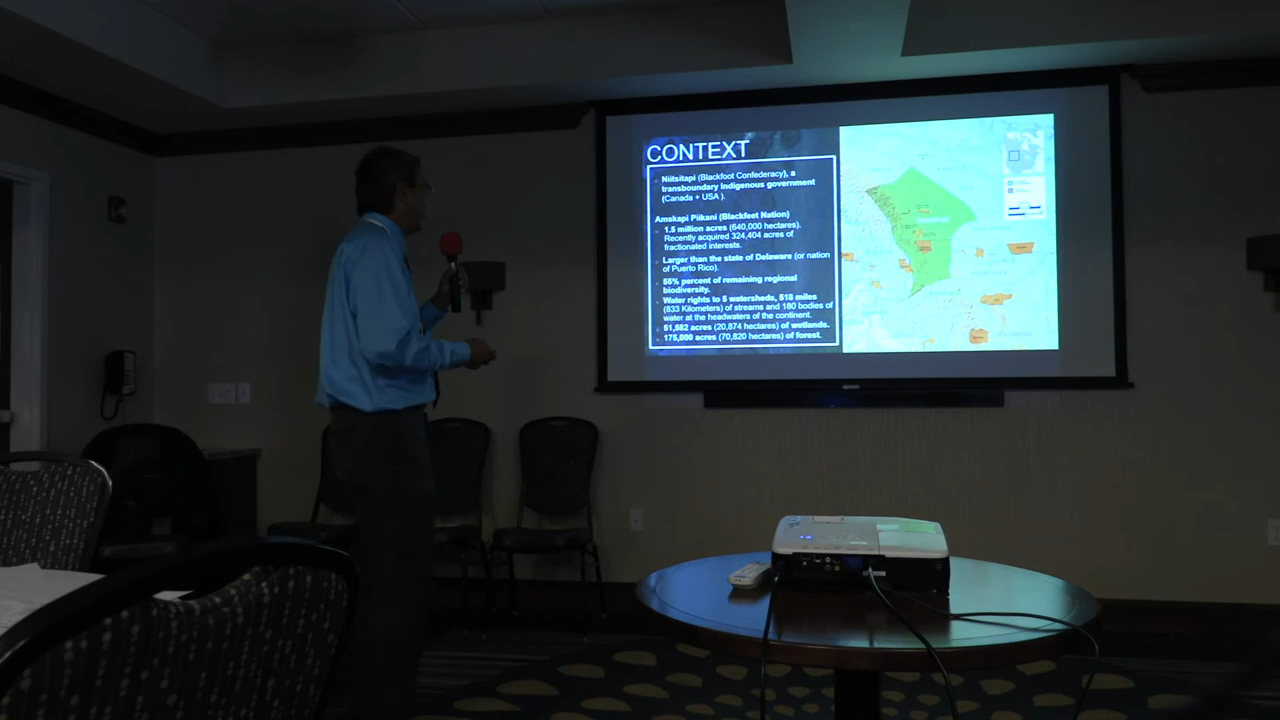 CONTEXT
Niitsitapi (Blackfoot Confederacy), a
transboundary Indigenous government
(Canada + USA ).
Amskapi Piikani (Blackfeet Nation)
1.5 million acres (640,000 hectares).
Recently acquired 324,404 acres of
fractionated interests.
Larger than the state of Delaware (or nation
of Puerto Rico).
55% percent of remaining regional
biodiversity.
Water rights to 5 watersheds, 518 miles
(833 Kilometers) of streams and 180 bodies of
water at the headwaters of the continent.
51,582 acres (20,874 hectares) of wetlands.
175,000 acres (70,820 hectares) of forest.